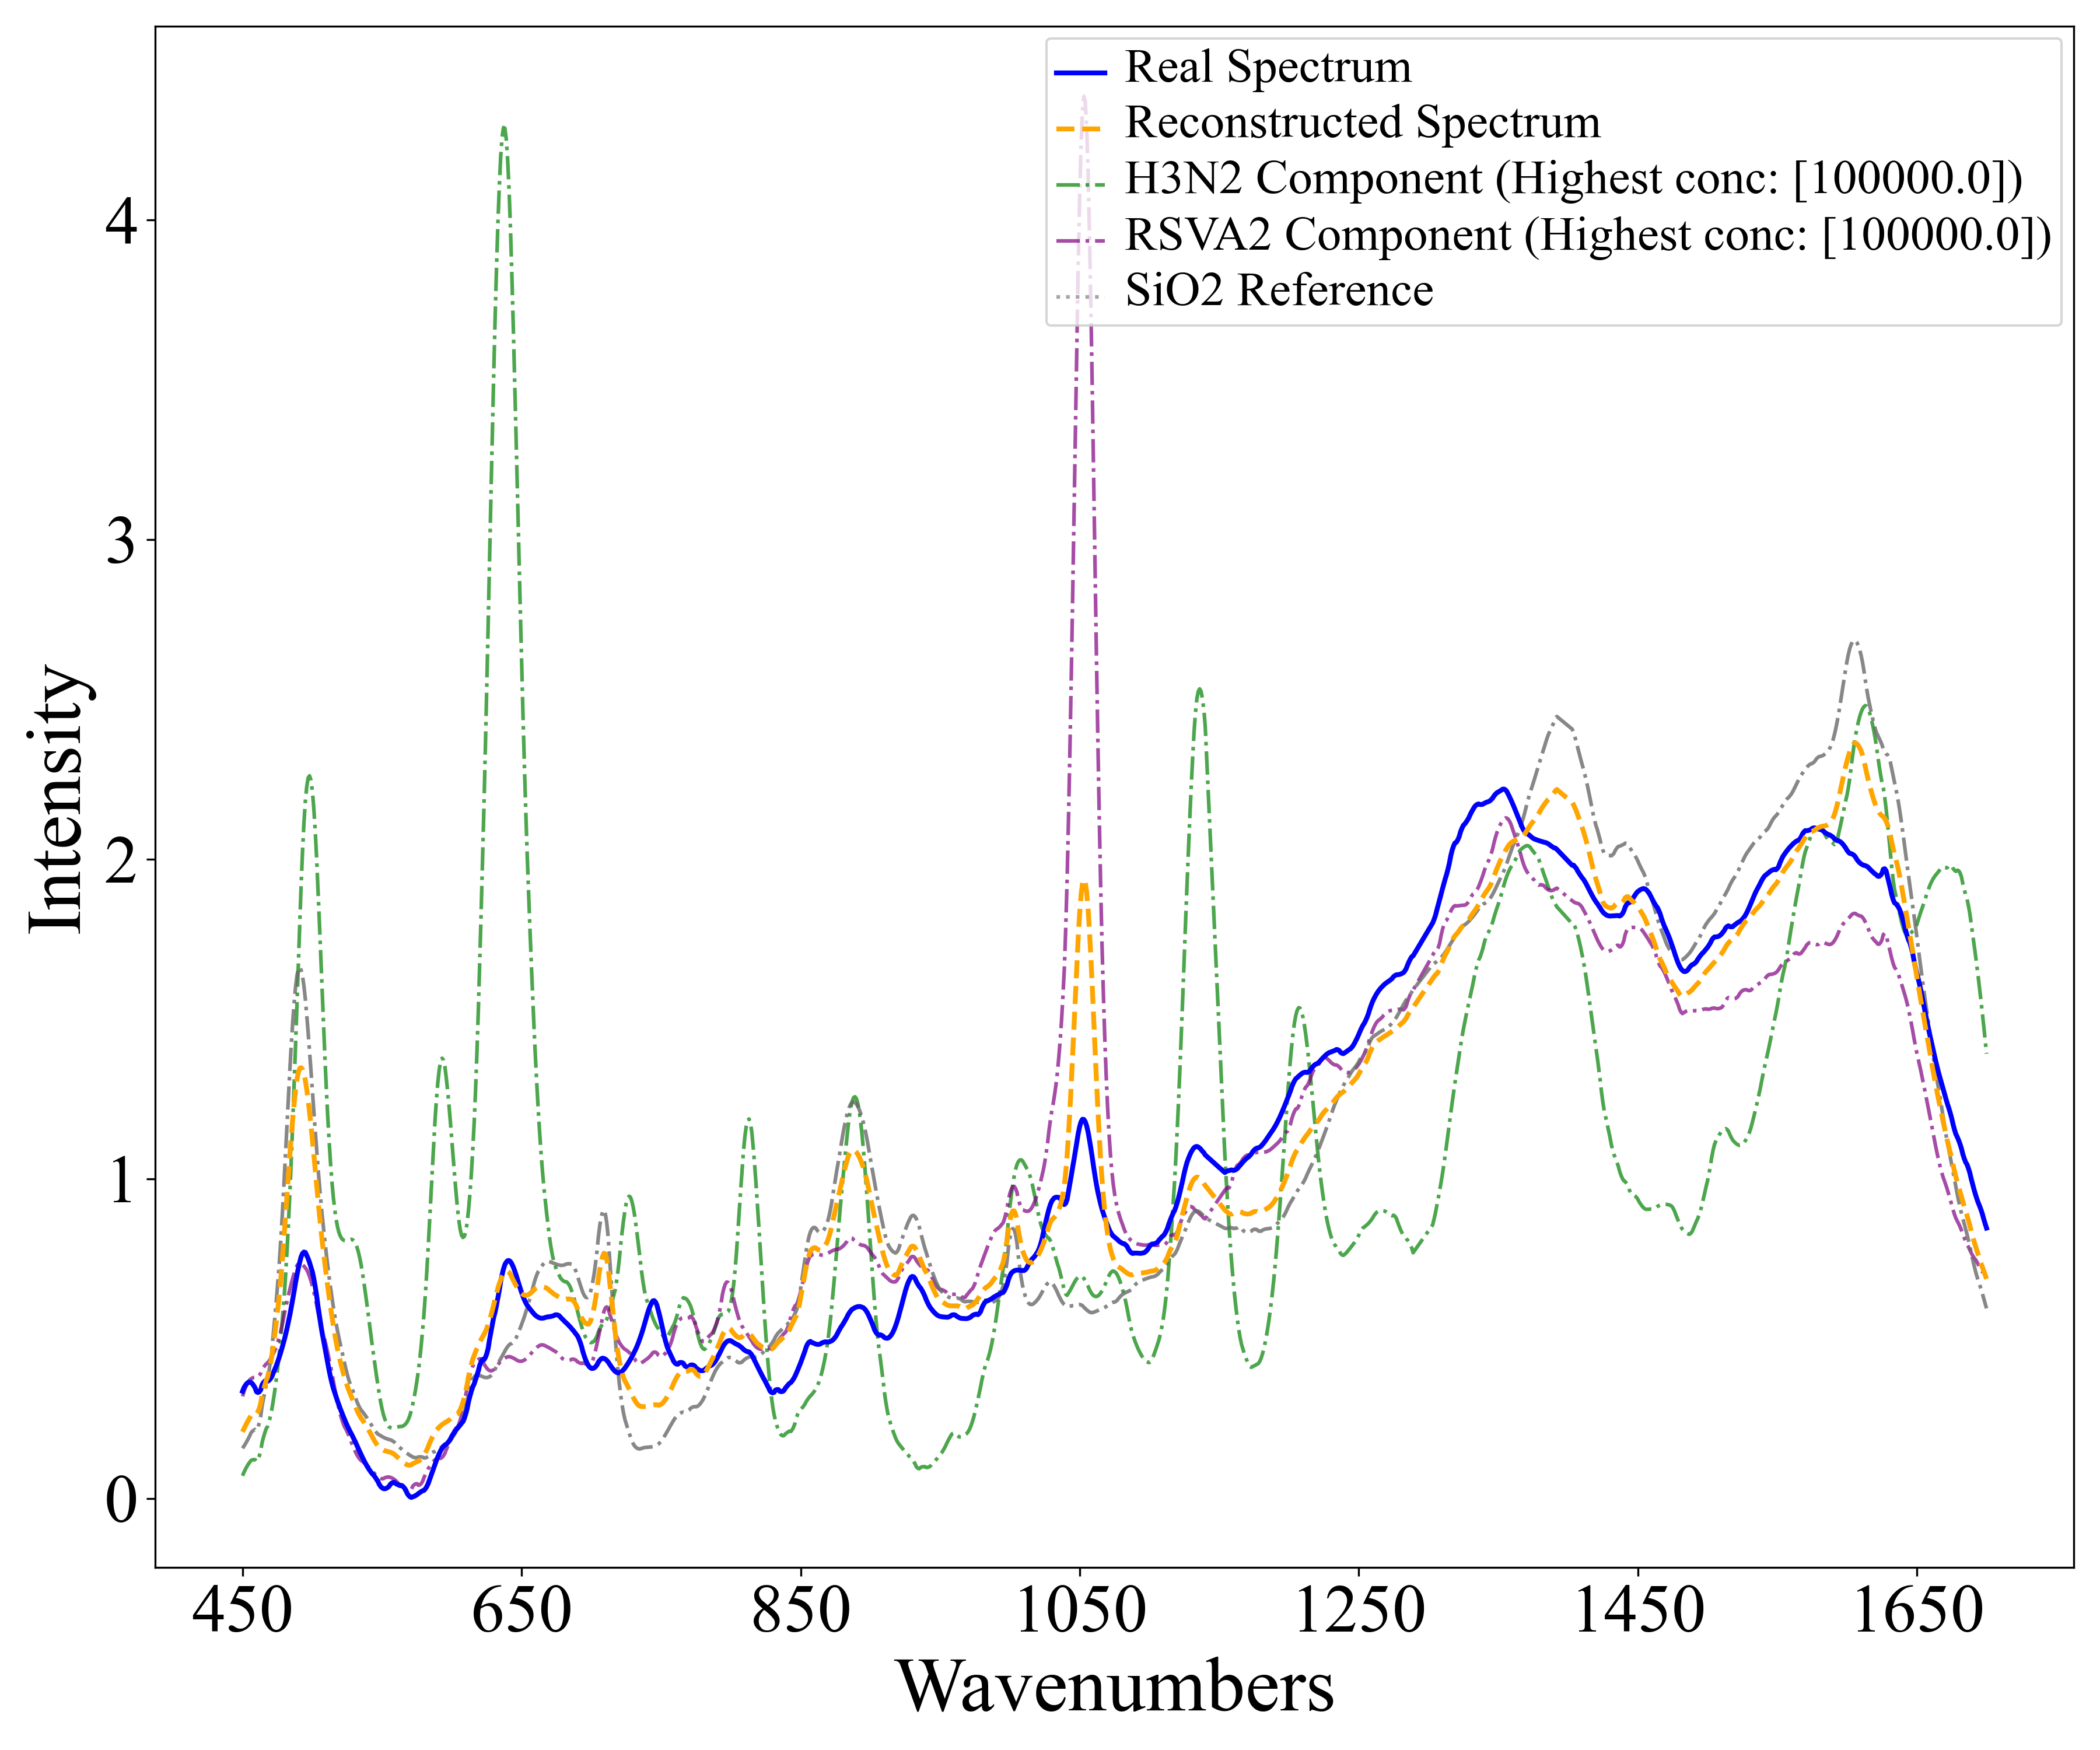 Real Spectrum
Reconstructed Spectrum
H3N2 Component (Highest conc: [100000.0])
RSVA2 Component (Highest conc: [100000.0])
SiO2 Reference
Intensity
4
3
2
1
0
450 650 850 1050 1250 1450 1650
Wavenumbers